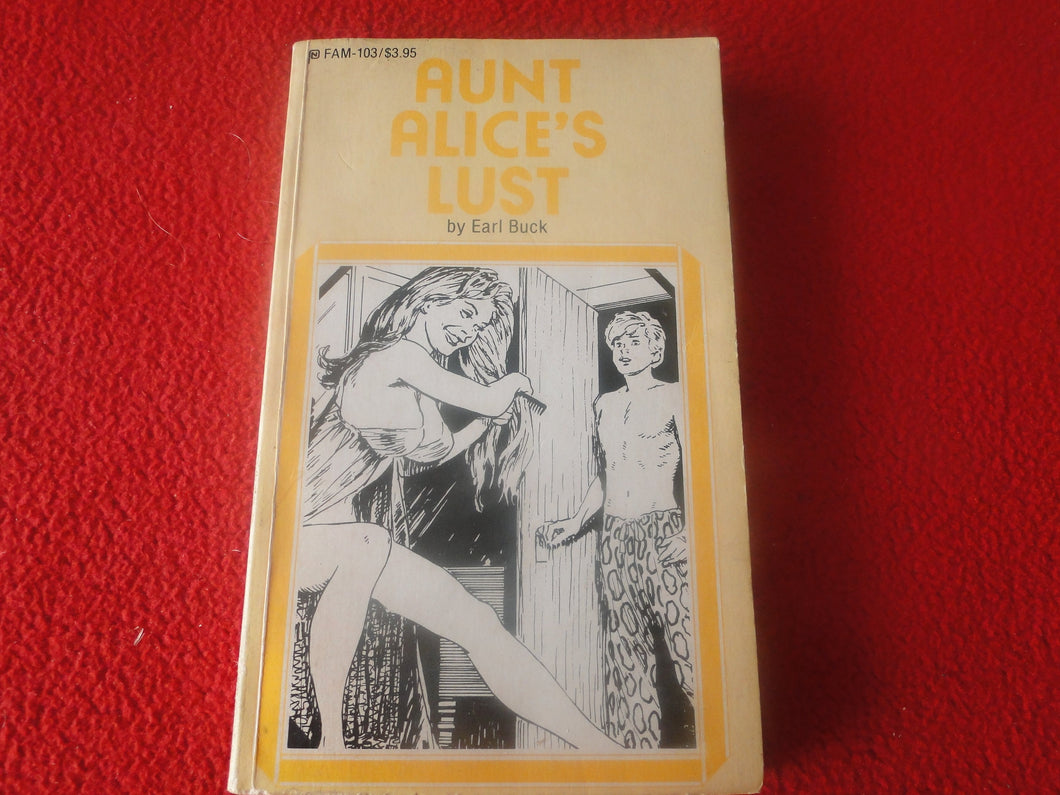 FAM-103/$3.95
AUNT
ALICE'S
LUST
by Earl Buck